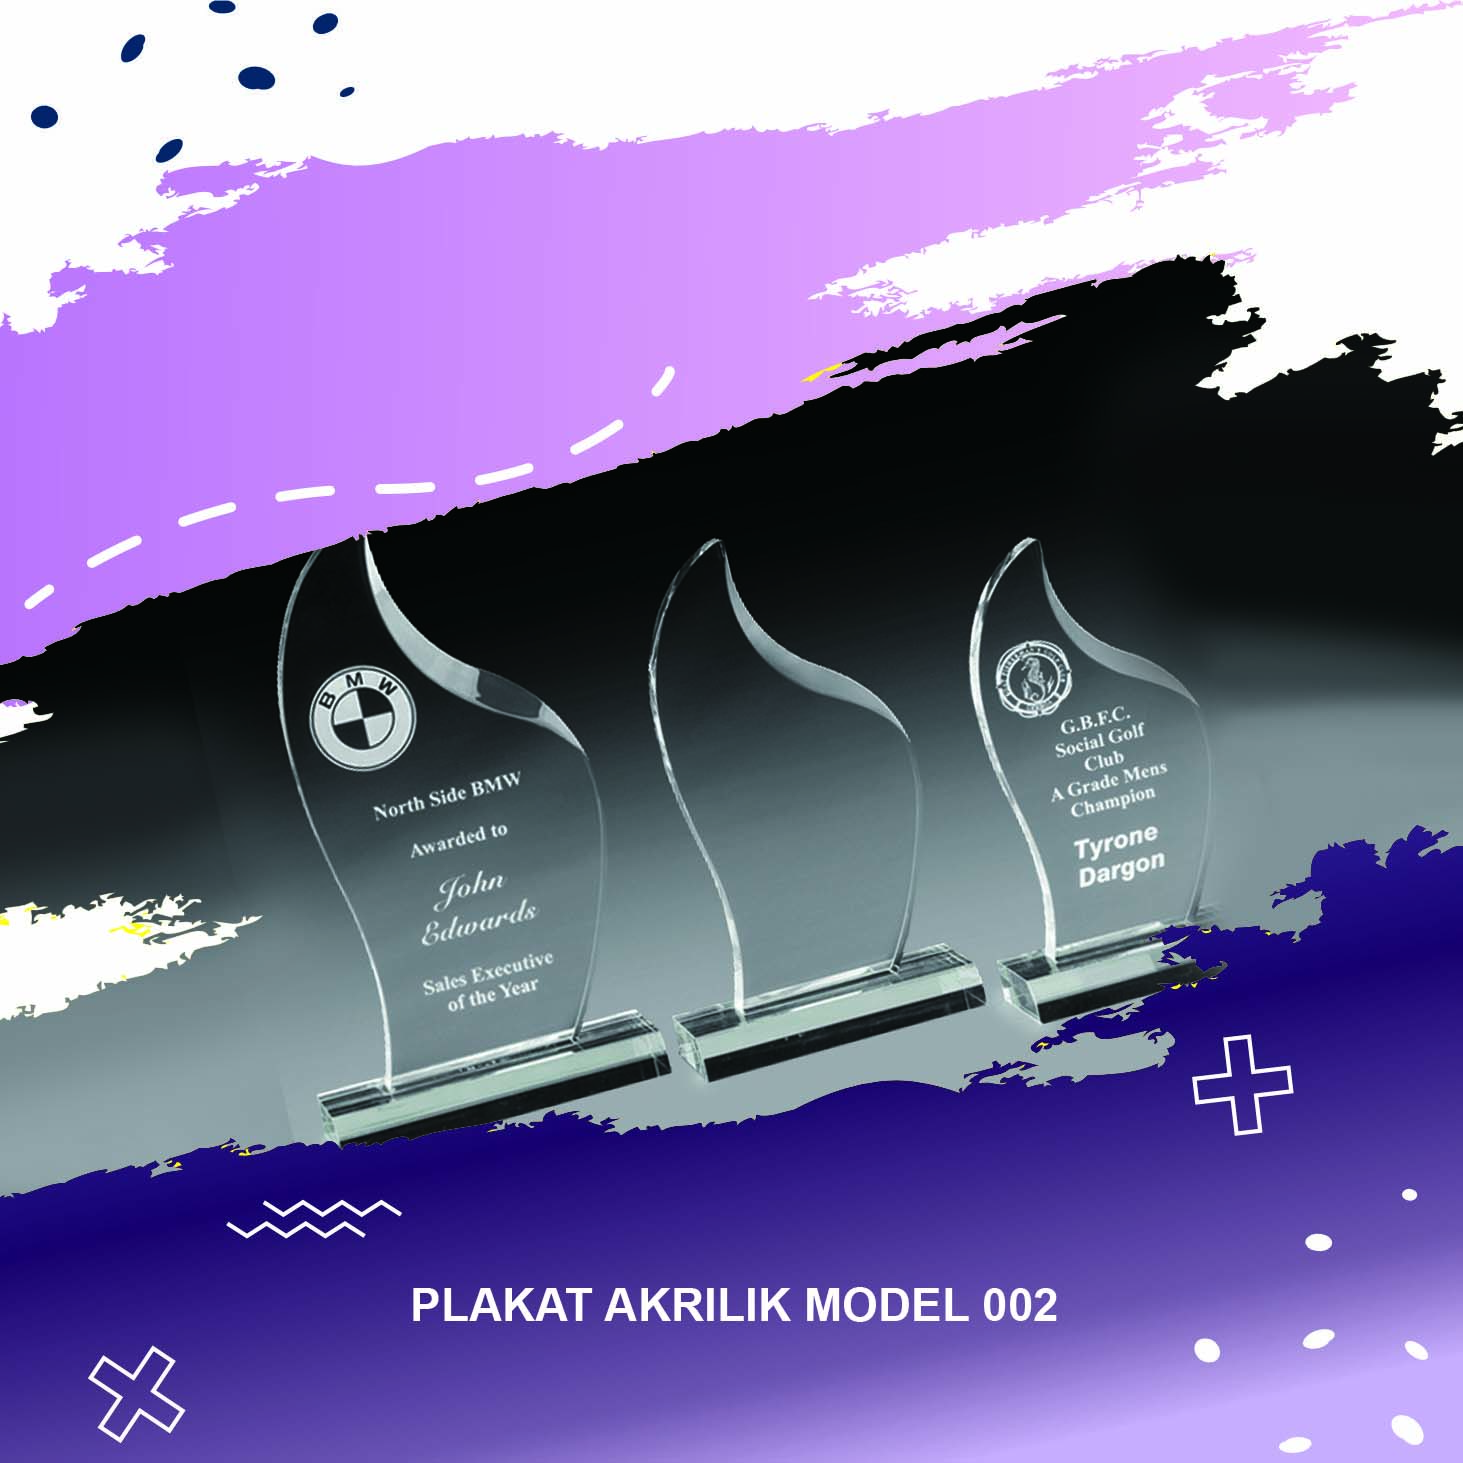 BMW
North Side BMW
Awarded to
John
Edwards
Sales Executive
of the Year
G.B.F.C.
Social Golf
Club
A Grade Mens
Champion
Tyrone
Dargon
PLAKAT AKRILIK MODEL 002